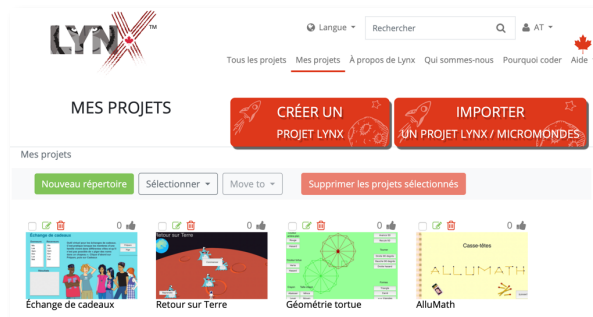 LYNX™
Langue
Rechercher
AT
Tous les projets Mes projets À propos de Lynx Qui sommes-nous Pourquoi coder Aide
MES PROJETS
CRÉER UN
PROJET LYNX
IMPORTER
UN PROJET LYNX / MICROMONDES
Mes projets
Nouveau répertoire
Sélectionner
Move to
Supprimer les projets sélectionnés
0
0
0
0
Échange de cadeaux
Retour sur Terre
Casse-têtes
ALLUMATH
Échange de cadeaux
Retour sur Terre
Géométrie tortue
AlluMath